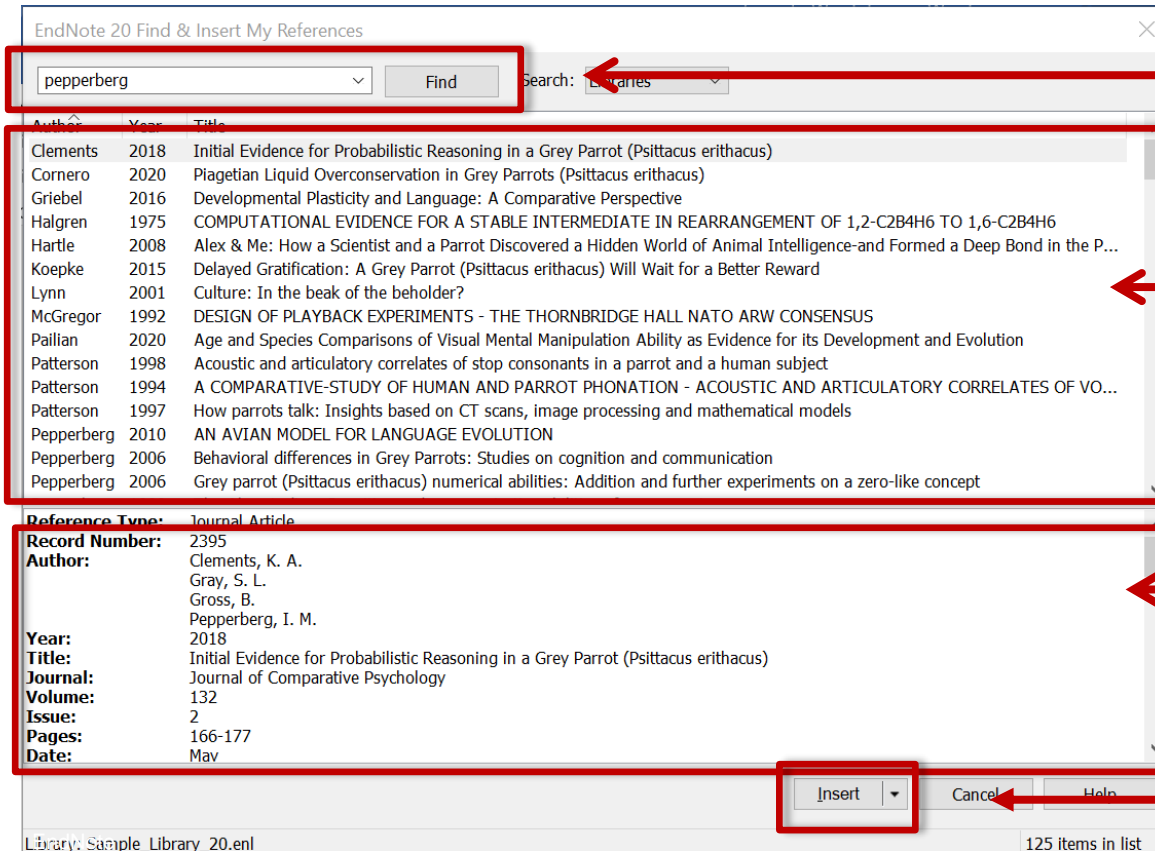 EndNote 20 Find & Insert My References
pepperberg Find Search: Libraries
Author Year Title
Clements 2018 Initial Evidence for Probabilistic Reasoning in a Grey Parrot (Psittacus erithacus)
Cornero 2020 Piagetian Liquid Overconservation in Grey Parrots (Psittacus erithacus)
Griebel 2016 Developmental Plasticity and Language: A Comparative Perspective
Halgren 1975 COMPUTATIONAL EVIDENCE FOR A STABLE INTERMEDIATE IN REARRANGEMENT OF 1,2-C2B4H6 TO 1,6-C2B4H6
Hartle 2008 Alex & Me: How a Scientist and a Parrot Discovered a Hidden World of Animal Intelligence-and Formed a Deep Bond in the P...
Koepke 2015 Delayed Gratification: A Grey Parrot (Psittacus erithacus) Will Wait for a Better Reward
Lynn 2001 Culture: In the beak of the beholder?
McGregor 1992 DESIGN OF PLAYBACK EXPERIMENTS - THE THORNBRIDGE HALL NATO ARW CONSENSUS
Pailian 2020 Age and Species Comparisons of Visual Mental Manipulation Ability as Evidence for its Development and Evolution
Patterson 1998 Acoustic and articulatory correlates of stop consonants in a parrot and a human subject
Patterson 1994 A COMPARATIVE-STUDY OF HUMAN AND PARROT PHONATION - ACOUSTIC AND ARTICULATORY CORRELATES OF VO...
Patterson 1997 How parrots talk: Insights based on CT scans, image processing and mathematical models
Pepperberg 2010 AN AVIAN MODEL FOR LANGUAGE EVOLUTION
Pepperberg 2006 Behavioral differences in Grey Parrots: Studies on cognition and communication
Pepperberg 2006 Grey parrot (Psittacus erithacus) numerical abilities: Addition and further experiments on a zero-like concept
Reference Type: Journal Article
Record Number: 2395
Author: Clements, K. A.
Gray, S. L.
Gross, B.
Pepperberg, I. M.
Year: 2018
Title: Initial Evidence for Probabilistic Reasoning in a Grey Parrot (Psittacus erithacus)
Journal: Journal of Comparative Psychology
Volume: 132
Issue: 2
Pages: 166-177
Date: May
Insert Cancel Help
EndNote
Library: Sample_Library_20.enl 125 items in list